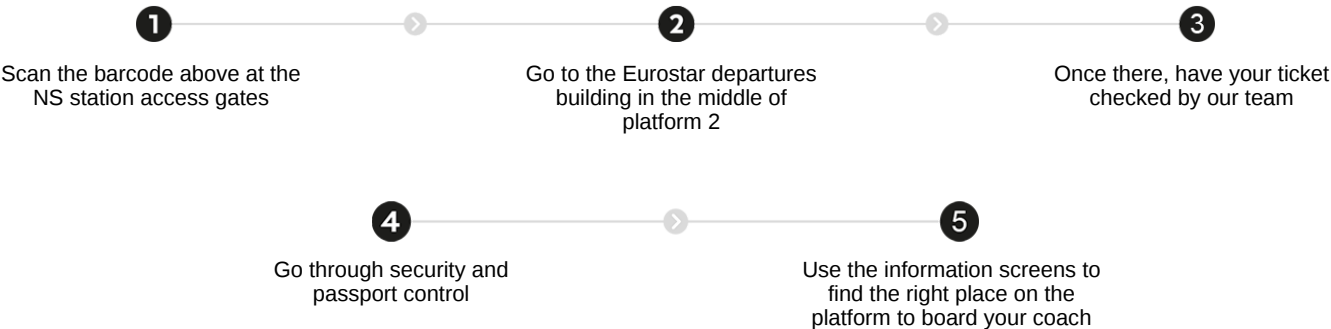 1
2
3
Scan the barcode above at the
NS station access gates
Go to the Eurostar departures
building in the middle of
platform 2
Once there, have your ticket
checked by our team
4
5
Go through security and
passport control
Use the information screens to
find the right place on the
platform to board your coach